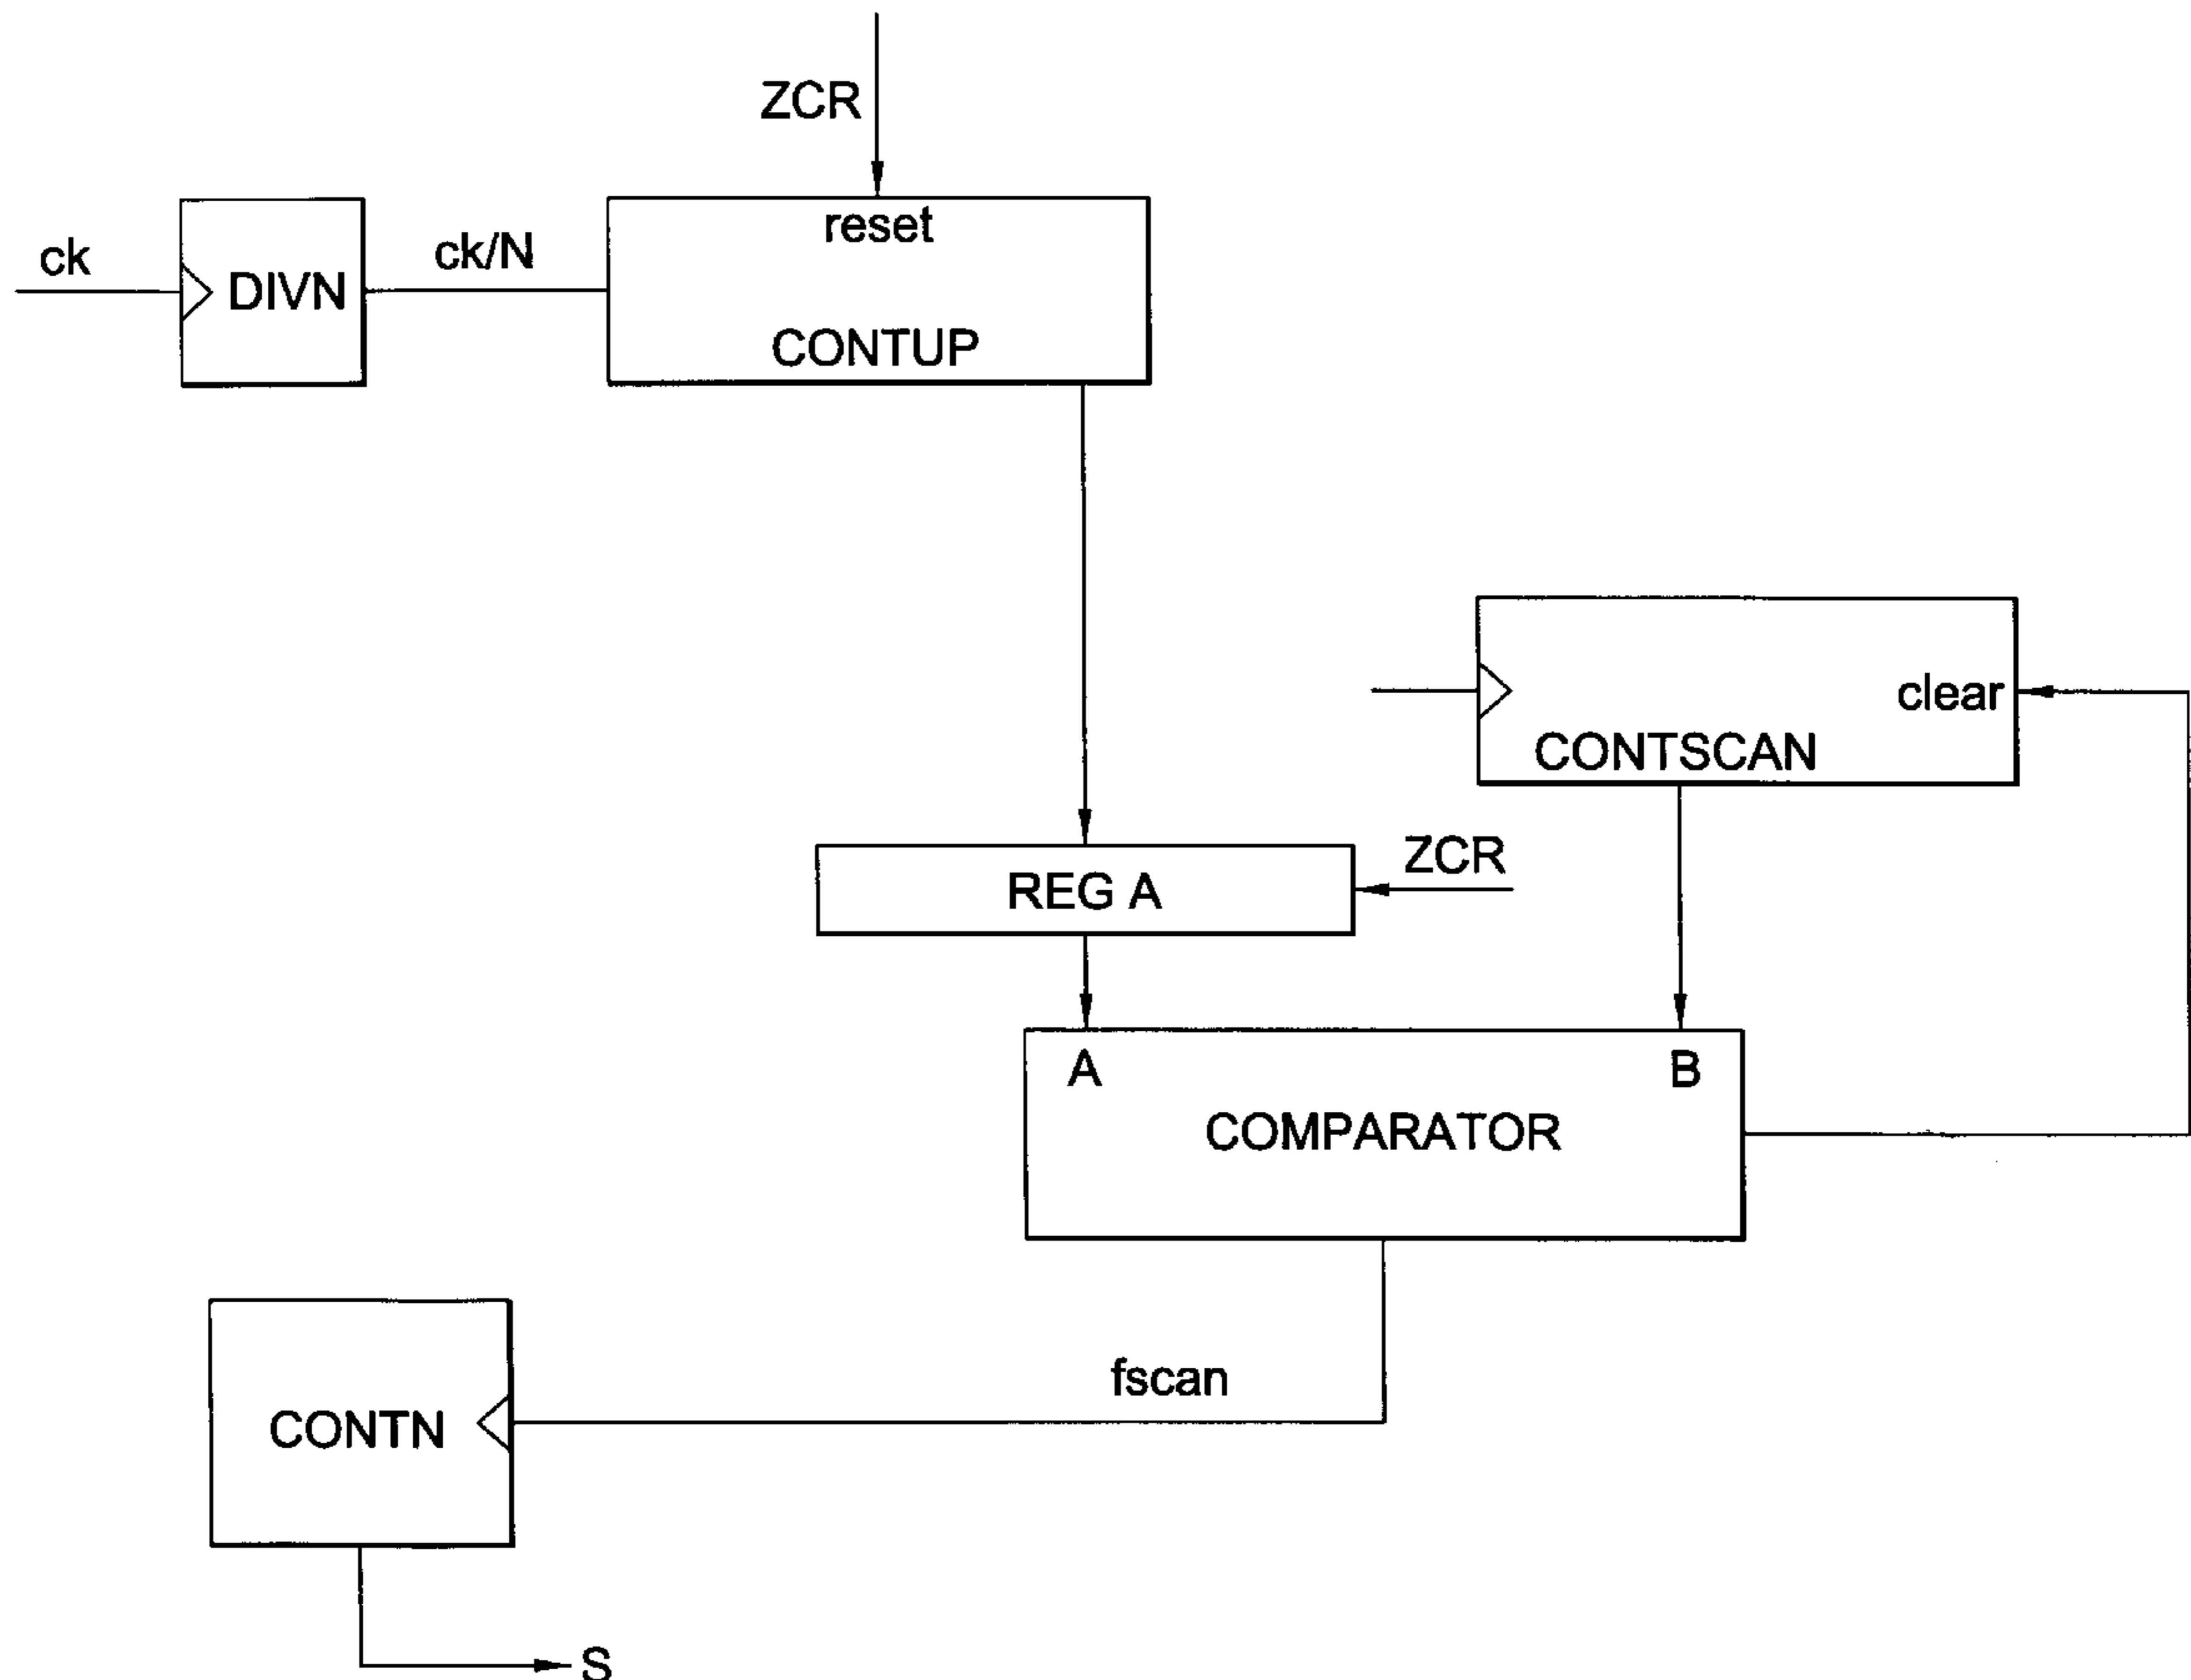 ZCR
reset
ck
DIVN
ck/N
CONTUP
clear
CONTSCAN
ZCR
REG A
A
B
COMPARATOR
fscan
CONTN
S